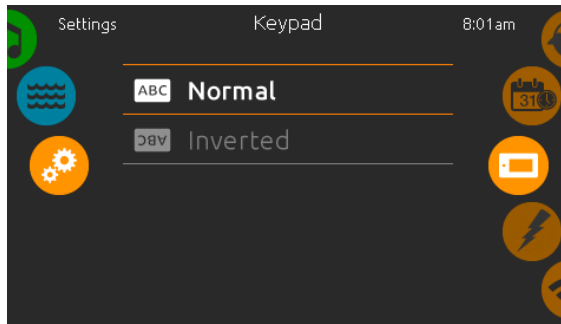 Settings
Keypad
8:01am
ABC Normal
ABC Inverted
31